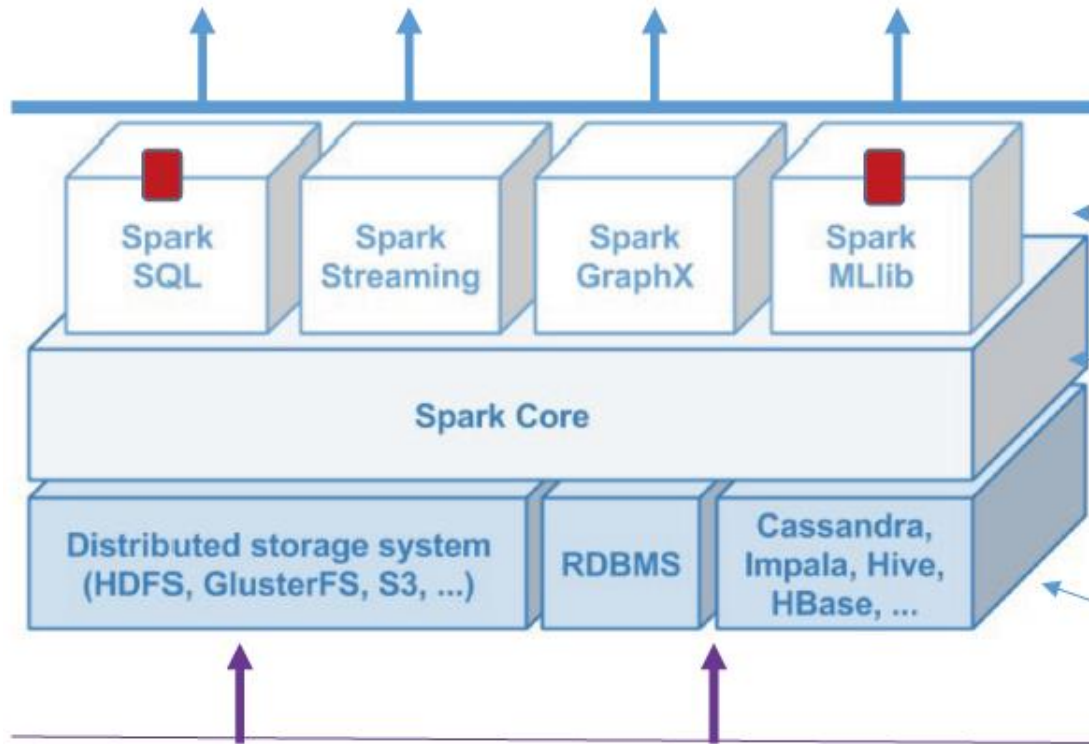 Spark
SQL
Spark
Streaming
Spark
GraphX
Spark
MLlib
Spark Core
Distributed storage system
(HDFS, GlusterFS, S3, ...)
RDBMS
Cassandra,
Impala, Hive,
HBase, ...